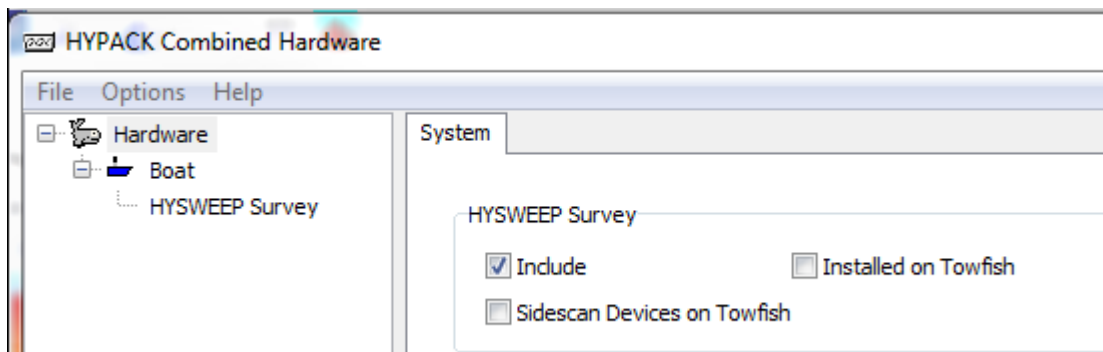 HYPACK Combined Hardware
File Options Help
Hardware
Boat
HYSWEEP Survey
System
HYSWEEP Survey
Include Installed on Towfish
Sidescan Devices on Towfish